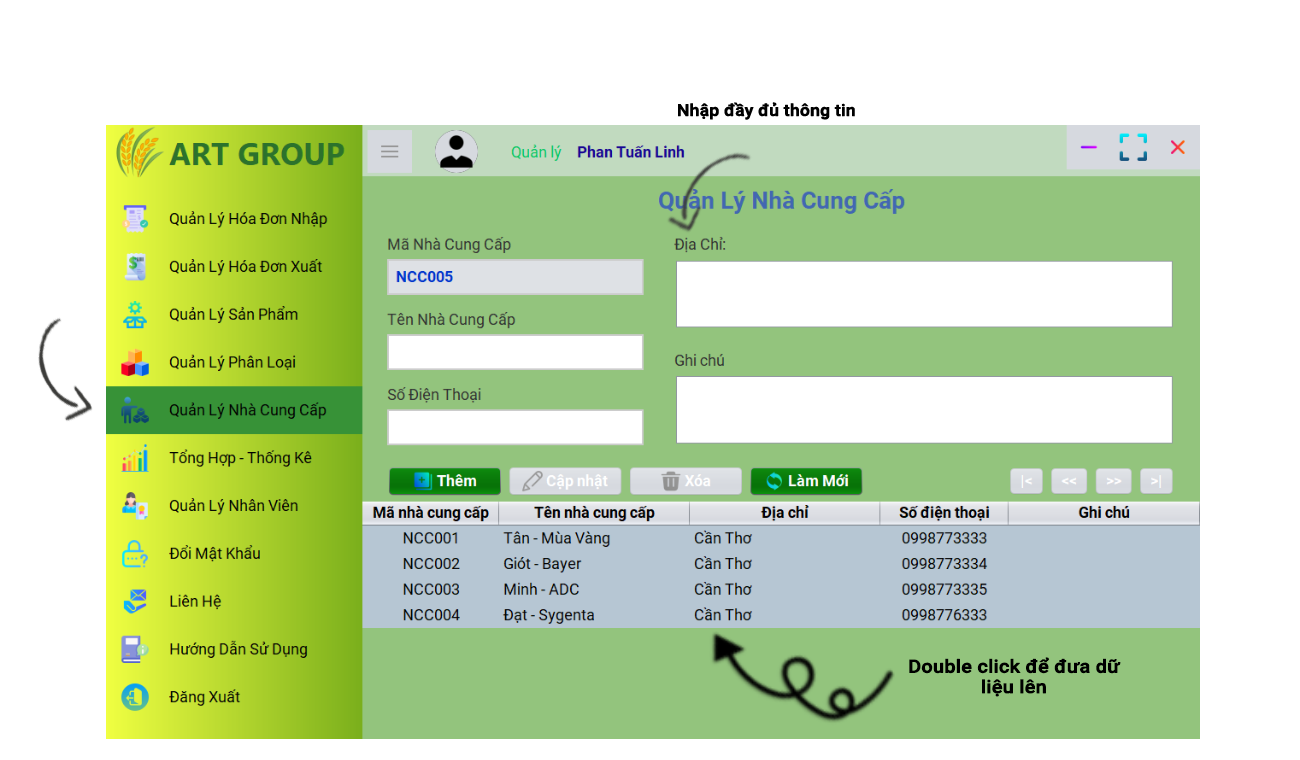 Nhập đầy đủ thông tin
ART GROUP
Quản lý Phan Tuấn Linh
Quản Lý Hóa Đơn Nhập
Quản Lý Hóa Đơn Xuất
Quản Lý Sản Phẩm
Quản Lý Phân Loại
Quản Lý Nhà Cung Cấp
Tổng Hợp - Thống Kê
Quản Lý Nhân Viên
Đổi Mật Khẩu
Liên Hệ
Hướng Dẫn Sử Dụng
Đăng Xuất
Quản Lý Nhà Cung Cấp
Mã Nhà Cung Cấp
NCC005
Tên Nhà Cung Cấp
Số Điện Thoại
Địa Chỉ:
Ghi chú
Thêm Cập nhật Xóa Làm Mới |< << >> >|
Mã nhà cung cấp Tên nhà cung cấp Địa chỉ Số điện thoại Ghi chú
NCC001 Tân - Mùa Vàng Cần Thơ 0998773333
NCC002 Giót - Bayer Cần Thơ 0998773334
NCC003 Minh - ADC Cần Thơ 0998773335
NCC004 Đạt - Sygenta Cần Thơ 0998776333
Double click để đưa dữ
liệu lên